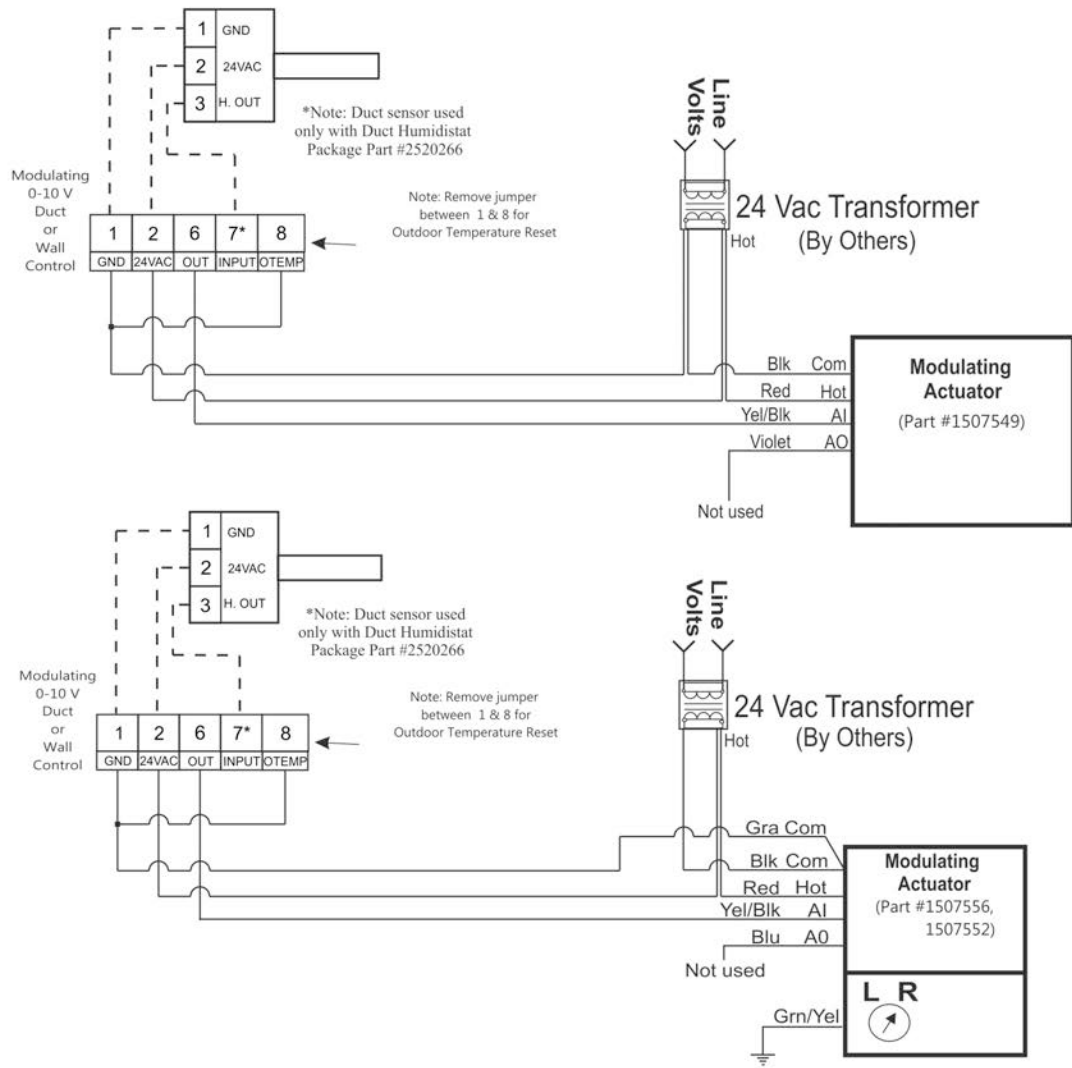 1 GND
2 24VAC
3 H. OUT
*Note: Duct sensor used
only with Duct Humidistat
Package Part #2520266
Modulating
0-10 V
Duct
or
Wall
Control
Note: Remove jumper
between 1 & 8 for
Outdoor Temperature Reset
1 2 6 7* 8
GND 24VAC OUT INPUT OTEMP
Line
Volts
24 Vac Transformer
(By Others)
Hot
Blk Com
Red Hot
Yel/Blk AI
Violet AO
Not used
Modulating
Actuator
(Part #1507549)
1 GND
2 24VAC
3 H. OUT
*Note: Duct sensor used
only with Duct Humidistat
Package Part #2520266
Modulating
0-10 V
Duct
or
Wall
Control
Note: Remove jumper
between 1 & 8 for
Outdoor Temperature Reset
1 2 6 7* 8
GND 24VAC OUT INPUT OTEMP
Line
Volts
24 Vac Transformer
(By Others)
Hot
Gra Com
Blk Com
Red Hot
Yel/Blk AI
Blu A0
Not used
Modulating
Actuator
(Part #1507556,
1507552)
L R
Grn/Yel